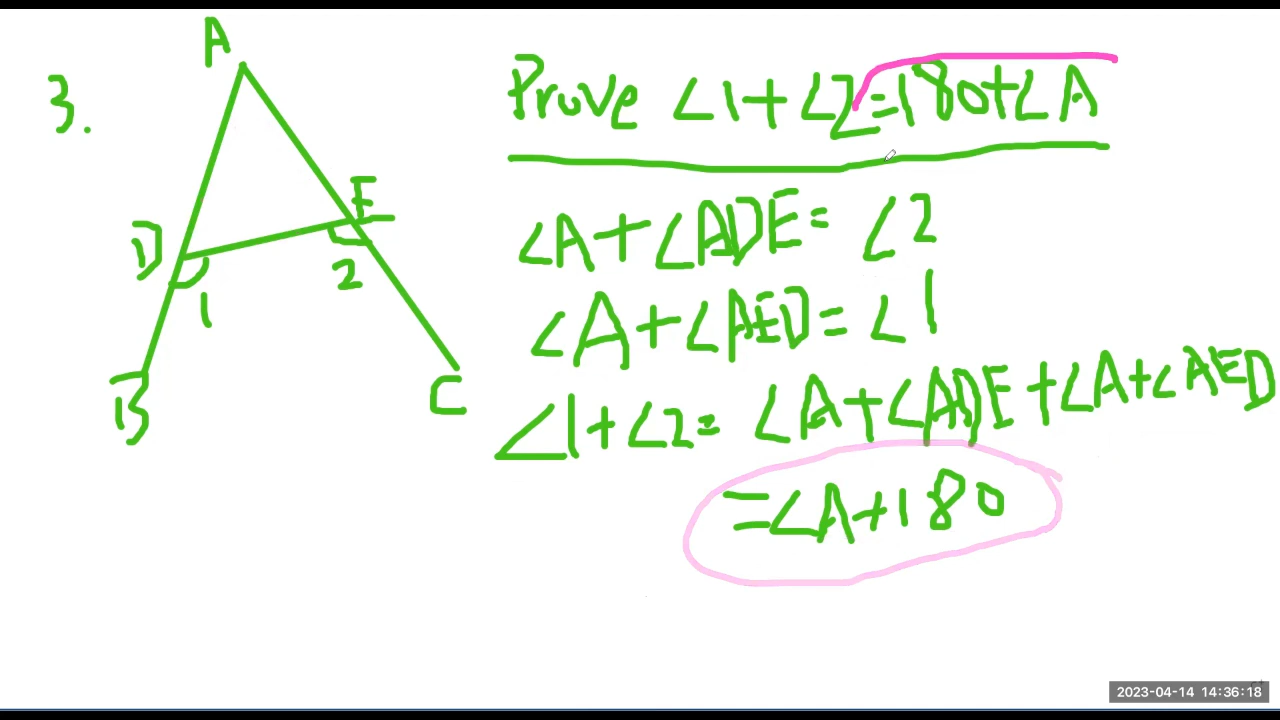 3.
A
D
E
1
2
B
C
Prove ∠1+∠2=180+∠A
∠A+∠ADE=∠2
∠A+∠AED=∠1
∠1+∠2=∠A+∠ADE+∠A+∠AED
=∠A+180
2023-04-14 14:36:18